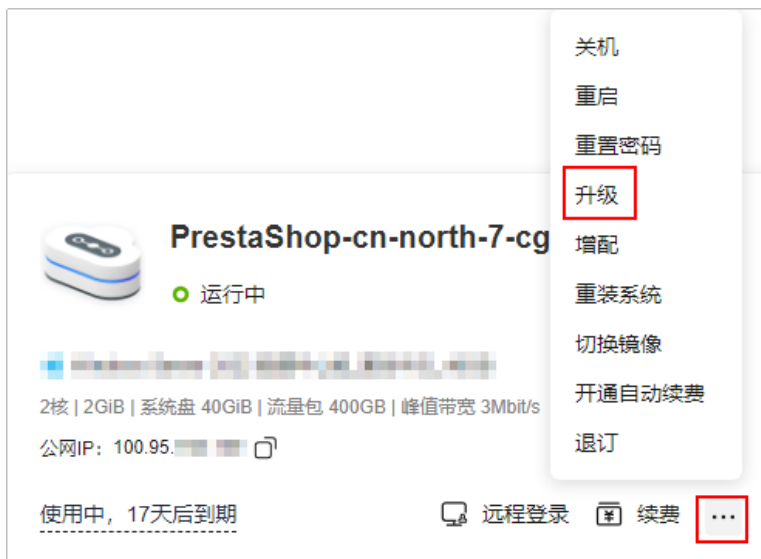 关机
重启
重置密码
升级
增配
重装系统
切换镜像
开通自动续费
退订
PrestaShop-cn-north-7-cg
运行中
2核 | 2GiB | 系统盘 40GiB | 流量包 400GB | 峰值带宽 3Mbit/s
公网IP：100.95.
使用中，17天后到期
远程登录
续费
...